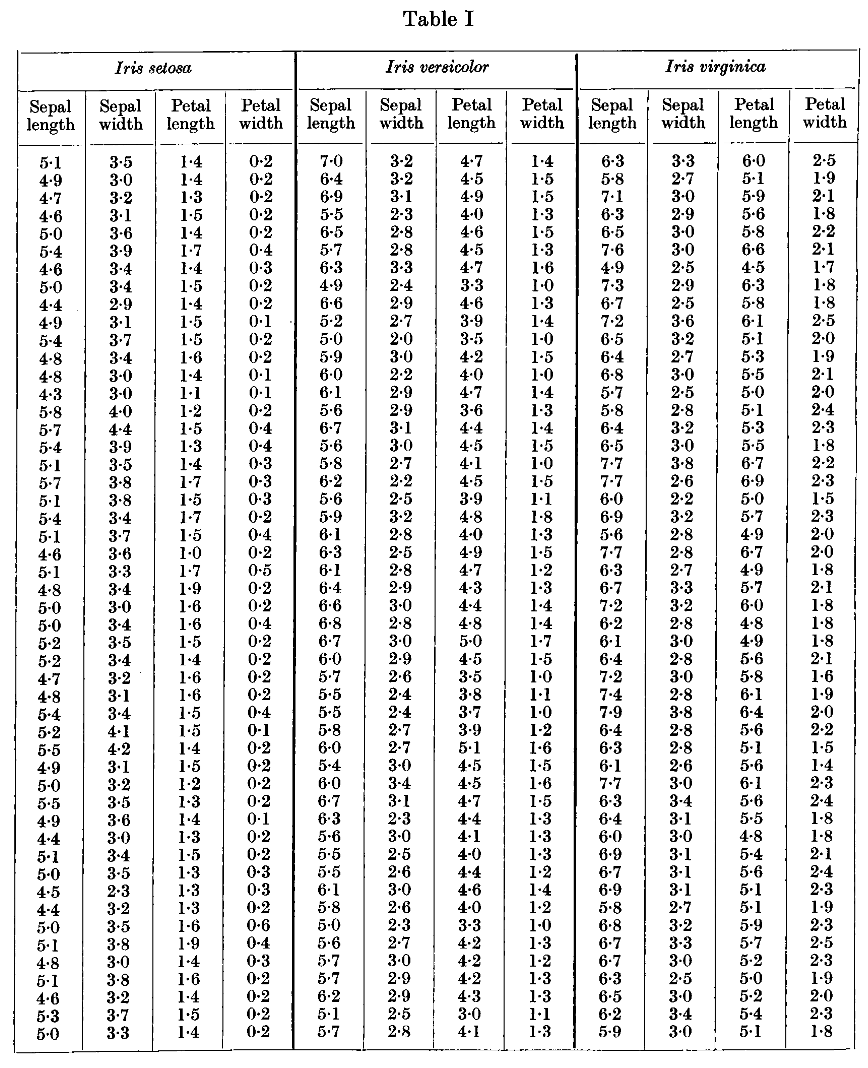 Table I
Iris setosa Iris versicolor Iris virginica
Sepal length Sepal width Petal length Petal width Sepal length Sepal width Petal length Petal width Sepal length Sepal width Petal length Petal width
5·1 3·5 1·4 0·2 7·0 3·2 4·7 1·4 6·3 3·3 6·0 2·5
4·9 3·0 1·4 0·2 6·4 3·2 4·5 1·5 5·8 2·7 5·1 1·9
4·7 3·2 1·3 0·2 6·9 3·1 4·9 1·5 7·1 3·0 5·9 2·1
4·6 3·1 1·5 0·2 5·5 2·3 4·0 1·3 6·3 2·9 5·6 1·8
5·0 3·6 1·4 0·2 6·5 2·8 4·6 1·5 6·5 3·0 5·8 2·2
5·4 3·9 1·7 0·4 5·7 2·8 4·5 1·3 7·6 3·0 6·6 2·1
4·6 3·4 1·4 0·3 6·3 3·3 4·7 1·6 4·9 2·5 4·5 1·7
5·0 3·4 1·5 0·2 4·9 2·4 3·3 1·0 7·3 2·9 6·3 1·8
4·4 2·9 1·4 0·2 6·6 2·9 4·6 1·3 6·7 2·5 5·8 1·8
4·9 3·1 1·5 0·1 5·2 2·7 3·9 1·4 7·2 3·6 6·1 2·5
5·4 3·7 1·5 0·2 5·0 2·0 3·5 1·0 6·5 3·2 5·1 2·0
4·8 3·4 1·6 0·2 5·9 3·0 4·2 1·5 6·4 2·7 5·3 1·9
4·8 3·0 1·4 0·1 6·0 2·2 4·0 1·0 6·8 3·0 5·5 2·1
4·3 3·0 1·1 0·1 6·1 2·9 4·7 1·4 5·7 2·5 5·0 2·0
5·8 4·0 1·2 0·2 5·6 2·9 3·6 1·3 5·8 2·8 5·1 2·4
5·7 4·4 1·5 0·4 6·7 3·1 4·4 1·4 6·4 3·2 5·3 2·3
5·4 3·9 1·3 0·4 5·6 3·0 4·5 1·5 6·5 3·0 5·5 1·8
5·1 3·5 1·4 0·3 5·8 2·7 4·1 1·0 7·7 3·8 6·7 2·2
5·7 3·8 1·7 0·3 6·2 2·2 4·5 1·5 7·7 2·6 6·9 2·3
5·1 3·8 1·5 0·3 5·6 2·5 3·9 1·1 6·0 2·2 5·0 1·5
5·4 3·4 1·7 0·2 5·9 3·2 4·8 1·8 6·9 3·2 5·7 2·3
5·1 3·7 1·5 0·4 6·1 2·8 4·0 1·3 5·6 2·8 4·9 2·0
4·6 3·6 1·0 0·2 6·3 2·5 4·9 1·5 7·7 2·8 6·7 2·0
5·1 3·3 1·7 0·5 6·1 2·8 4·7 1·2 6·3 2·7 4·9 1·8
4·8 3·4 1·9 0·2 6·4 2·9 4·3 1·3 6·7 3·3 5·7 2·1
5·0 3·0 1·6 0·2 6·6 3·0 4·4 1·4 7·2 3·2 6·0 1·8
5·0 3·4 1·6 0·4 6·8 2·8 4·8 1·4 6·2 2·8 4·8 1·8
5·2 3·5 1·5 0·2 6·7 3·0 5·0 1·7 6·1 3·0 4·9 1·8
5·2 3·4 1·4 0·2 6·0 2·9 4·5 1·5 6·4 2·8 5·6 2·1
4·7 3·2 1·6 0·2 5·7 2·6 3·5 1·0 7·2 3·0 5·8 1·6
4·8 3·1 1·6 0·2 5·5 2·4 3·8 1·1 7·4 2·8 6·1 1·9
5·4 3·4 1·5 0·4 5·5 2·4 3·7 1·0 7·9 3·8 6·4 2·0
5·2 4·1 1·5 0·1 5·8 2·7 3·9 1·2 6·4 2·8 5·6 2·2
5·5 4·2 1·4 0·2 6·0 2·7 5·1 1·6 6·3 2·8 5·1 1·5
4·9 3·1 1·5 0·2 5·4 3·0 4·5 1·5 6·1 2·6 5·6 1·4
5·0 3·2 1·2 0·2 6·0 3·4 4·5 1·6 7·7 3·0 6·1 2·3
5·5 3·5 1·3 0·2 6·7 3·1 4·7 1·5 6·3 3·4 5·6 2·4
4·9 3·6 1·4 0·1 6·3 2·3 4·4 1·3 6·4 3·1 5·5 1·8
4·4 3·0 1·3 0·2 5·6 3·0 4·1 1·3 6·0 3·0 4·8 1·8
5·1 3·4 1·5 0·2 5·5 2·5 4·0 1·3 6·9 3·1 5·4 2·1
5·0 3·5 1·3 0·3 5·5 2·6 4·4 1·2 6·7 3·1 5·6 2·4
4·5 2·3 1·3 0·3 6·1 3·0 4·6 1·4 6·9 3·1 5·1 2·3
4·4 3·2 1·3 0·2 5·8 2·6 4·0 1·2 5·8 2·7 5·1 1·9
5·0 3·5 1·6 0·6 5·0 2·3 3·3 1·0 6·8 3·2 5·9 2·3
5·1 3·8 1·9 0·4 5·6 2·7 4·2 1·3 6·7 3·3 5·7 2·5
4·8 3·0 1·4 0·3 5·7 3·0 4·2 1·2 6·7 3·0 5·2 2·3
5·1 3·8 1·6 0·2 5·7 2·9 4·2 1·3 6·3 2·5 5·0 1·9
4·6 3·2 1·4 0·2 6·2 2·9 4·3 1·3 6·5 3·0 5·2 2·0
5·3 3·7 1·5 0·2 5·1 2·5 3·0 1·1 6·2 3·4 5·4 2·3
5·0 3·3 1·4 0·2 5·7 2·8 4·1 1·3 5·9 3·0 5·1 1·8